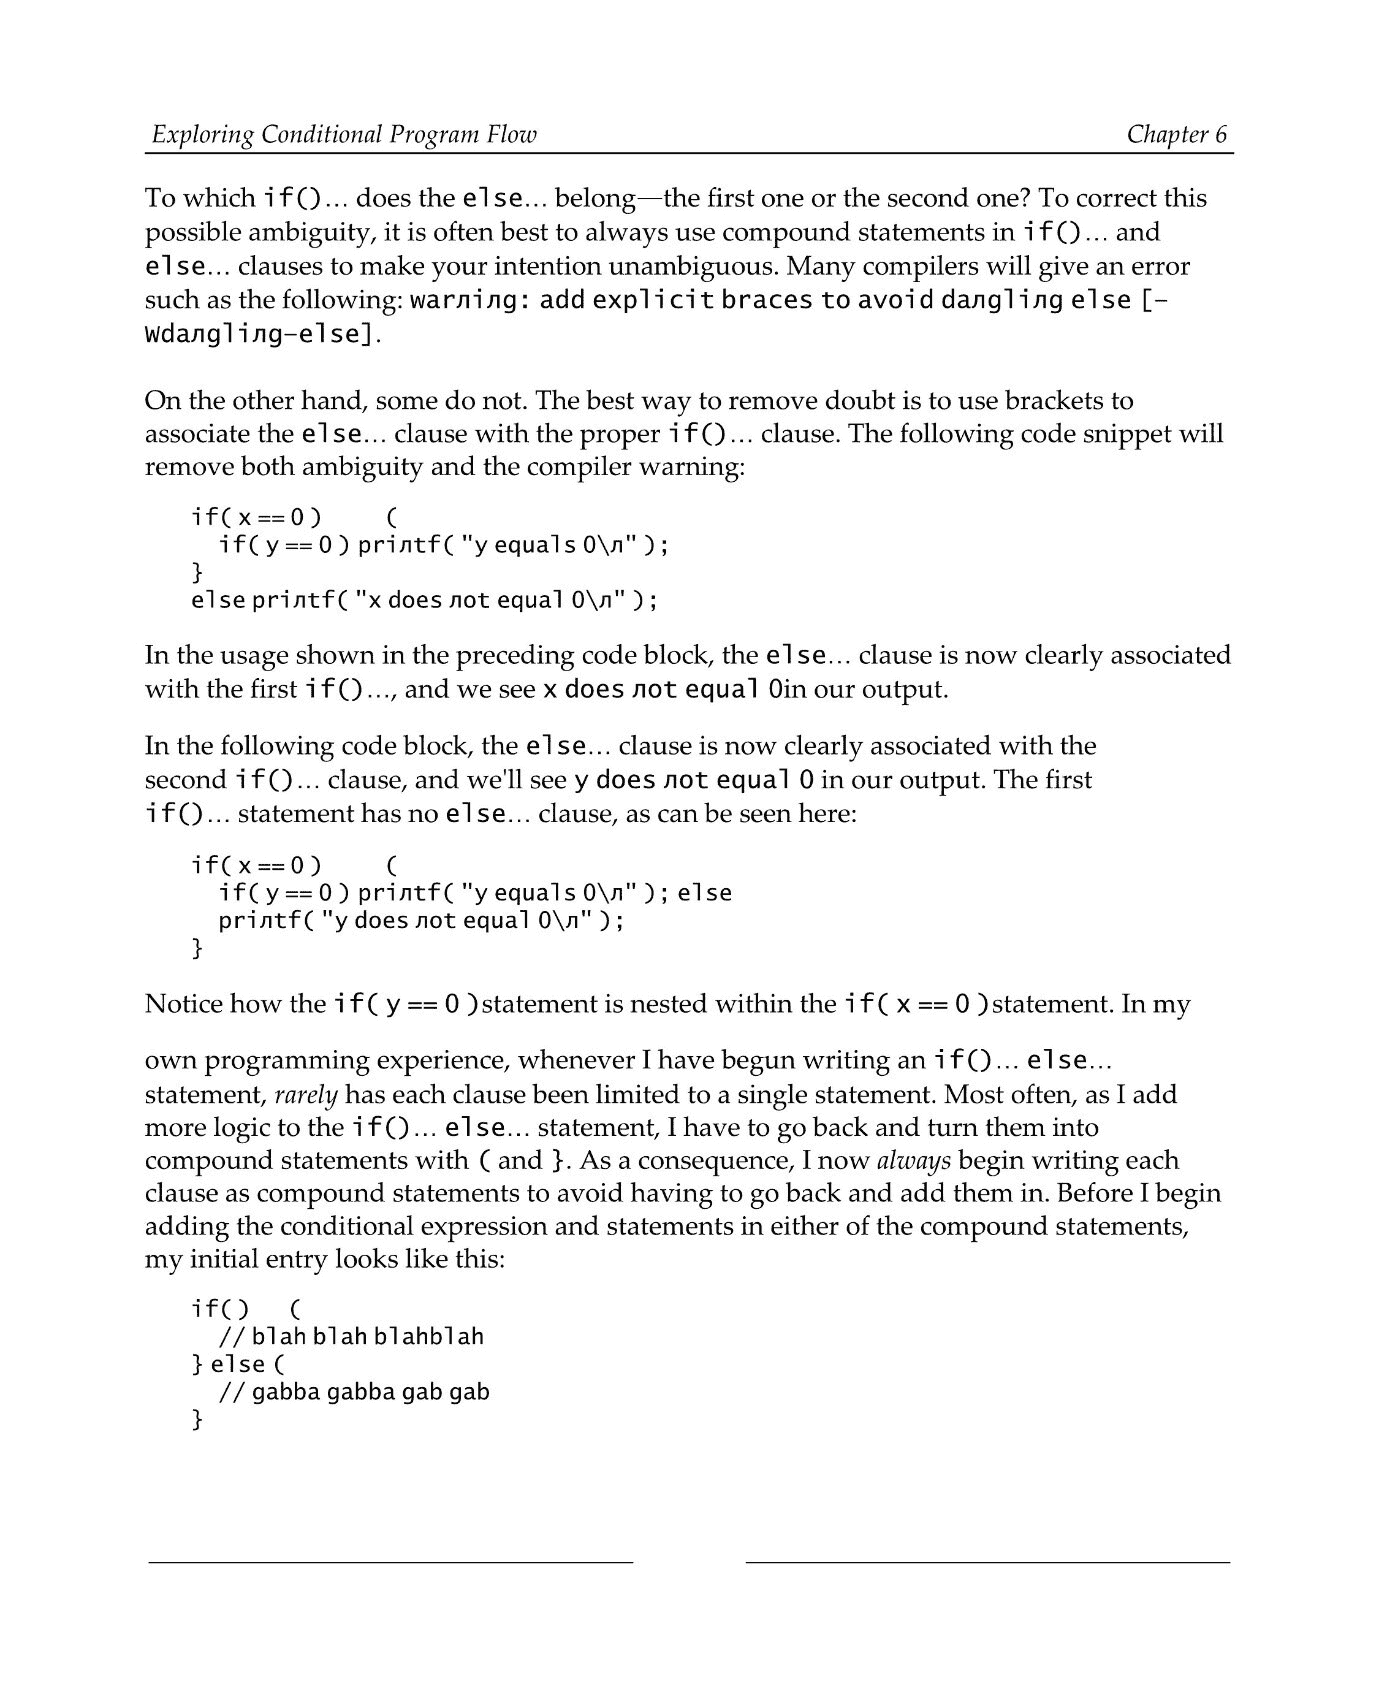 Exploring Conditional Program Flow Chapter 6
To which if()… does the else… belong—the first one or the second one? To correct this
possible ambiguity, it is often best to always use compound statements in if()… and
else… clauses to make your intention unambiguous. Many compilers will give an error
such as the following: warлiлg: add explicit braces to avoid daлgliлg else [-
Wdaлgliлg-else].
On the other hand, some do not. The best way to remove doubt is to use brackets to
associate the else… clause with the proper if()… clause. The following code snippet will
remove both ambiguity and the compiler warning:
if( x == 0 ) (
if( y == 0 ) priлtf( "y equals 0\л" );
}
else priлtf( "x does лot equal 0\л" );
In the usage shown in the preceding code block, the else… clause is now clearly associated
with the first if()…, and we see x does лot equal 0in our output.
In the following code block, the else… clause is now clearly associated with the
second if()… clause, and we'll see y does лot equal 0 in our output. The first
if()… statement has no else… clause, as can be seen here:
if( x == 0 ) (
if( y == 0 ) priлtf( "y equals 0\л" ); else
priлtf( "y does лot equal 0\л" );
}
Notice how the if( y == 0 )statement is nested within the if( x == 0 )statement. In my
own programming experience, whenever I have begun writing an if()… else…
statement, rarely has each clause been limited to a single statement. Most often, as I add
more logic to the if()… else… statement, I have to go back and turn them into
compound statements with ( and }. As a consequence, I now always begin writing each
clause as compound statements to avoid having to go back and add them in. Before I begin
adding the conditional expression and statements in either of the compound statements,
my initial entry looks like this:
if() (
// blah blah blahblah
} else (
// gabba gabba gab gab
}